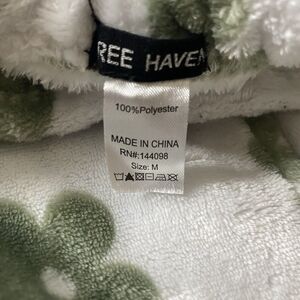 REE HAVEN
100%Polyester
MADE IN CHINA
RN#:144098
Size: M